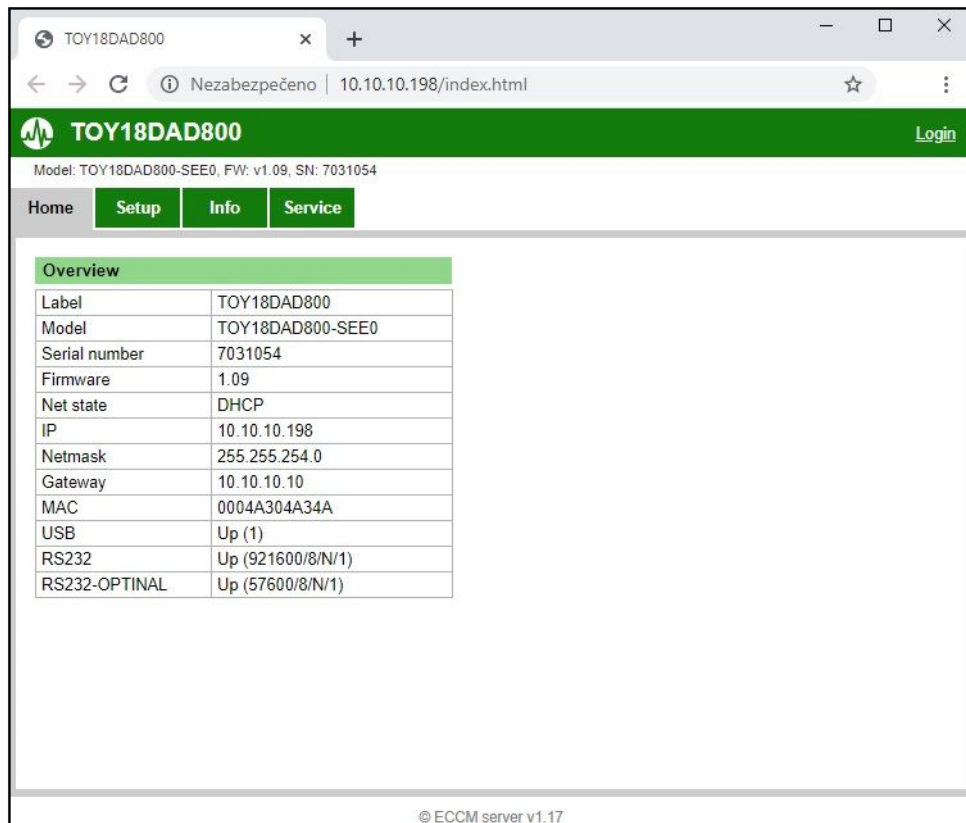 TOY18DAD800
Nezabezpečeno | 10.10.10.198/index.html
TOY18DAD800 Login
Model: TOY18DAD800-SEE0, FW: v1.09, SN: 7031054
Home Setup Info Service
Overview
Label TOY18DAD800
Model TOY18DAD800-SEE0
Serial number 7031054
Firmware 1.09
Net state DHCP
IP 10.10.10.198
Netmask 255.255.254.0
Gateway 10.10.10.10
MAC 0004A304A34A
USB Up (1)
RS232 Up (921600/8/N/1)
RS232-OPTINAL Up (57600/8/N/1)
© ECCM server v1.17